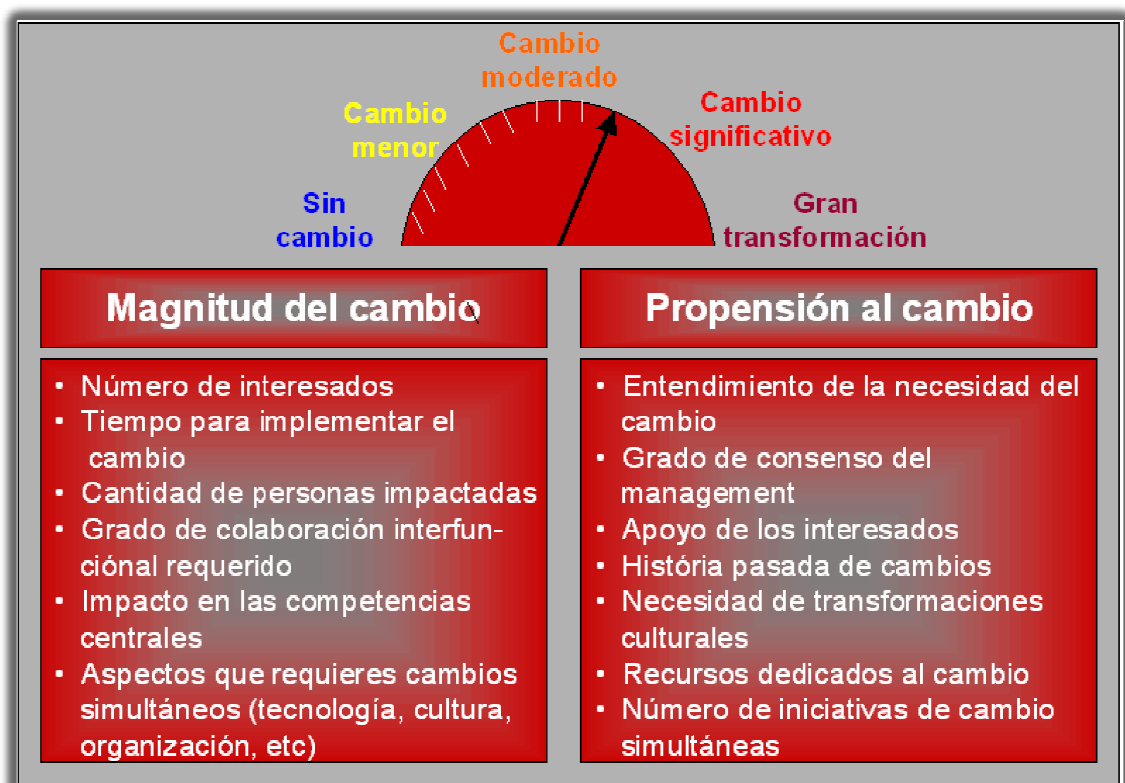 Cambio
moderado
Cambio
menor
Cambio
significativo
Sin
cambio
Gran
transformación
Magnitud del cambio
• Número de interesados
• Tiempo para implementar el
cambio
• Cantidad de personas impactadas
• Grado de colaboración interfun-
ciónal requerido
• Impacto en las competencias
centrales
• Aspectos que requieres cambios
simultáneos (tecnología, cultura,
organización, etc)
Propensión al cambio
• Entendimiento de la necesidad del
cambio
• Grado de consenso del
management
• Apoyo de los interesados
• História pasada de cambios
• Necesidad de transformaciones
culturales
• Recursos dedicados al cambio
• Número de iniciativas de cambio
simultáneas